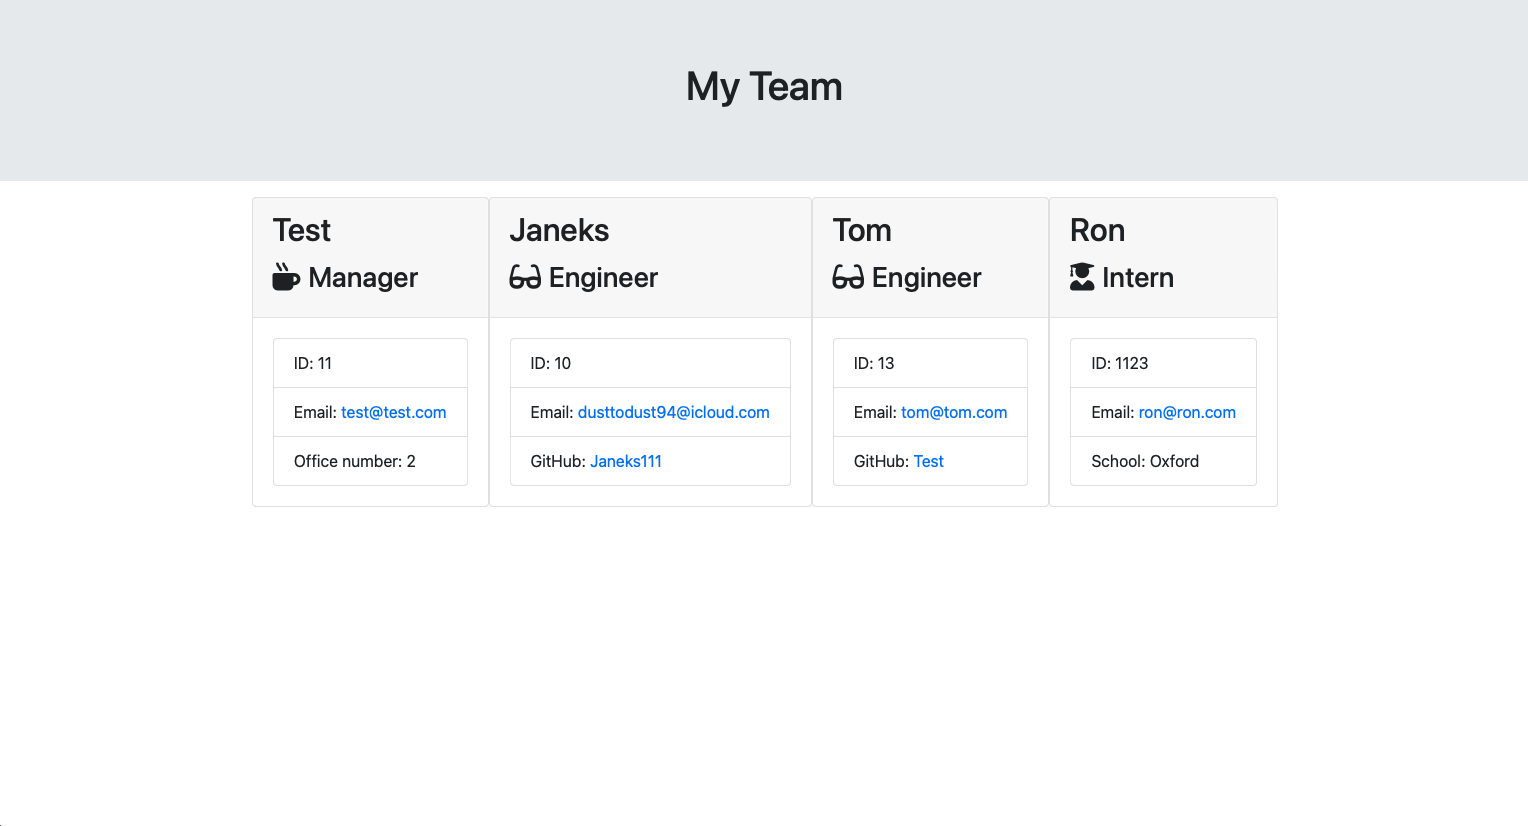 My Team
Test
Manager
ID: 11
Email: test@test.com
Office number: 2
Janeks
Engineer
ID: 10
Email: dusttodust94@icloud.com
GitHub: Janeks111
Tom
Engineer
ID: 13
Email: tom@tom.com
GitHub: Test
Ron
Intern
ID: 1123
Email: ron@ron.com
School: Oxford